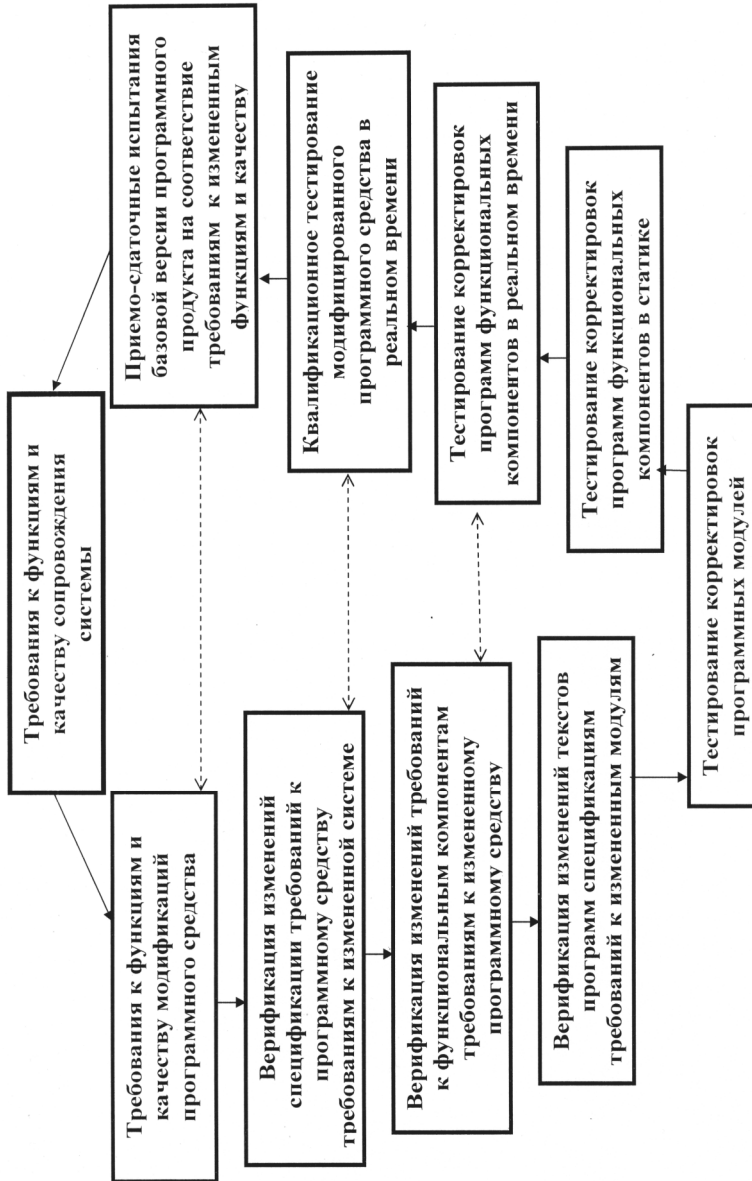 Требования к функциям и
качеству сопровождения
системы
Требования к функциям и
качеству модификаций
программного средства
Верификация изменений
спецификации требований к
программному средству
требованиям к измененной системе
Верификация изменений требований
к функциональным компонентам
требованиям к измененному
программному средству
Верификация изменений текстов
программ спецификациям
требований к измененным модулям
Тестирование корректировок
программных модулей
Тестирование корректировок
программ функциональных
компонентов в статике
Тестирование корректировок
программ функциональных
компонентов в реальном времени
Квалификационное тестирование
модифицированного
программного средства в
реальном времени
Приемо-сдаточные испытания
базовой версии программного
продукта на соответствие
требованиям к измененным
функциям и качеству